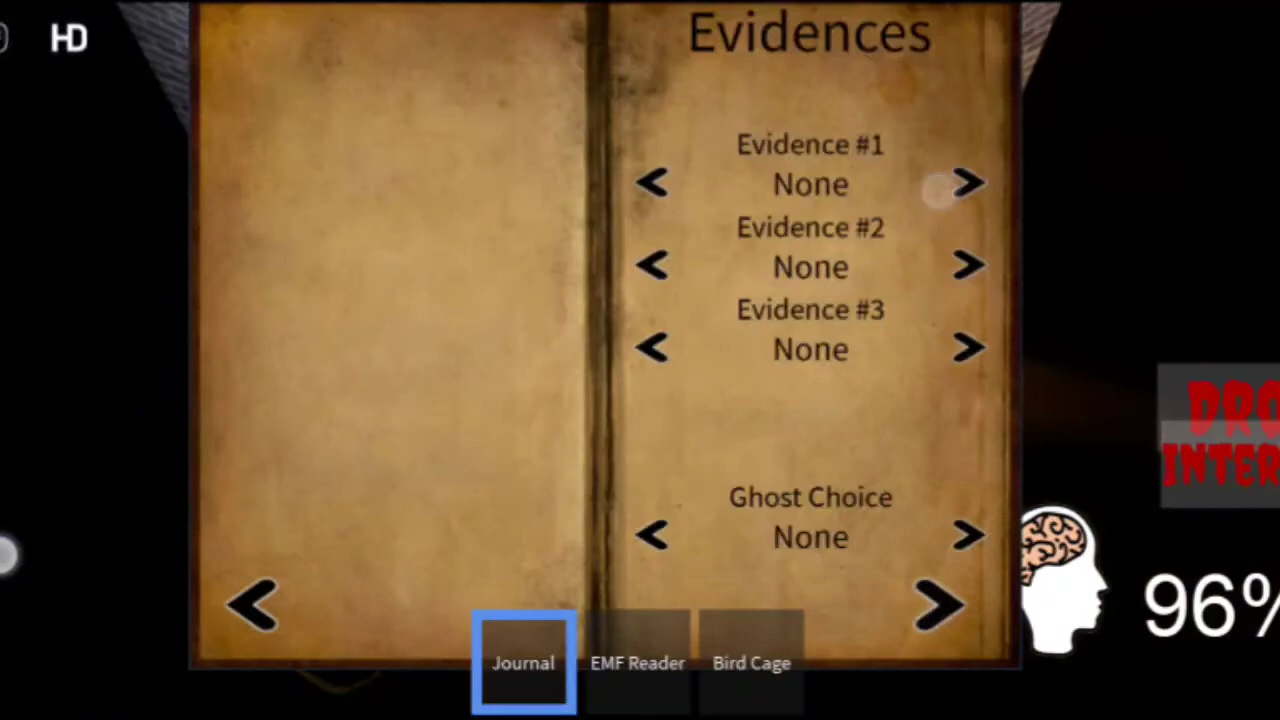 HD
Evidences
Evidence #1
None
Evidence #2
None
Evidence #3
None
Ghost Choice
None
96%
Journal
EMF Reader
Bird Cage